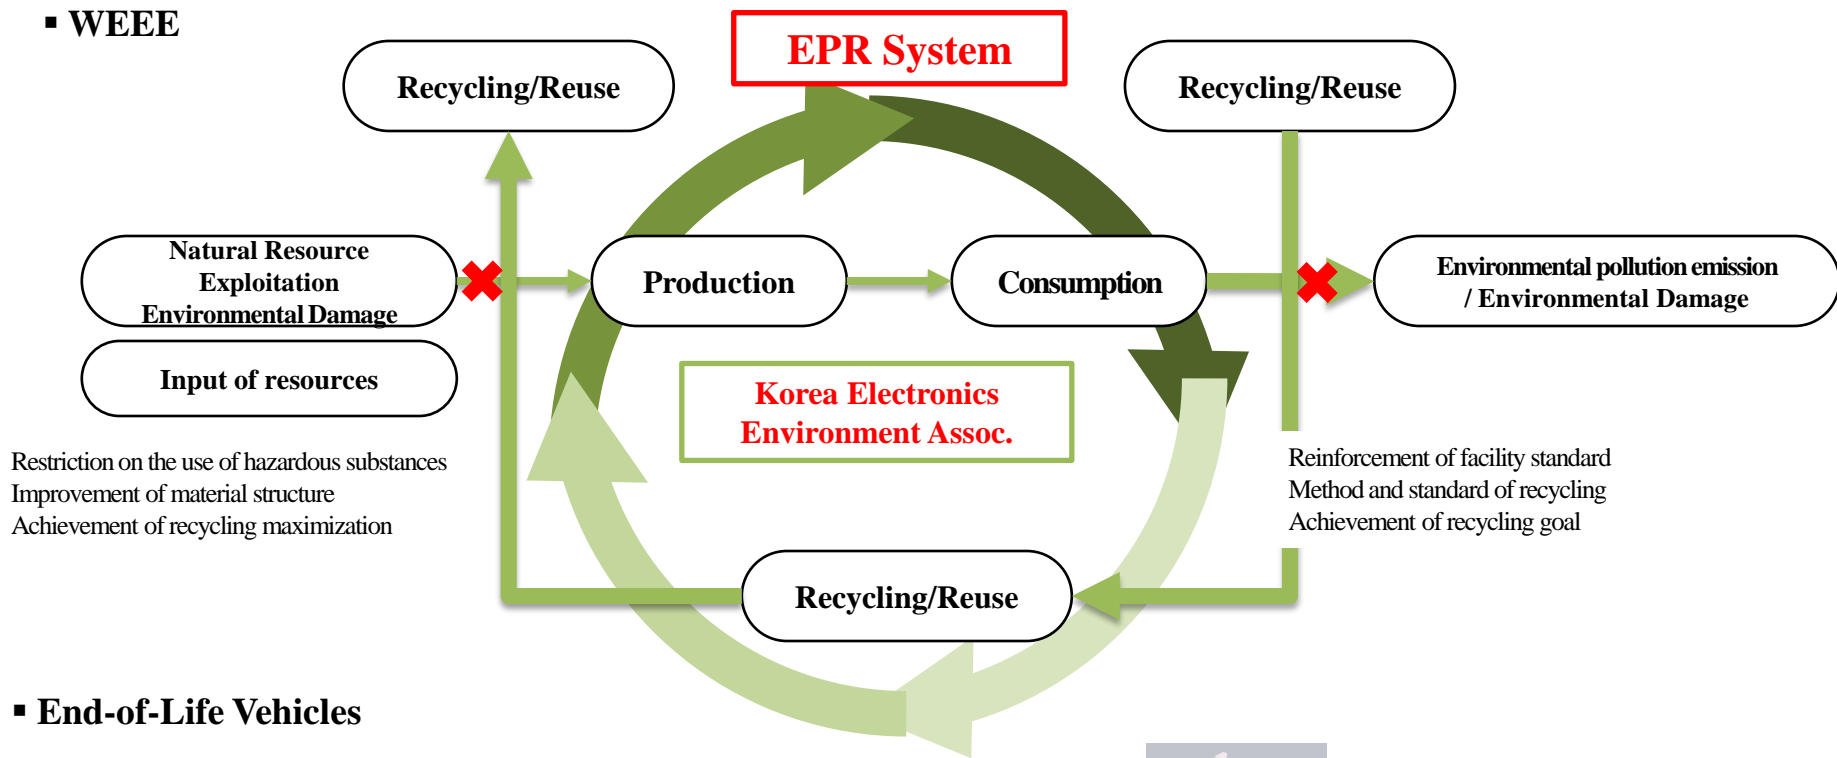 ▪ WEEE
EPR System
Recycling/Reuse
Recycling/Reuse
Natural Resource
Exploitation
Environmental Damage
Production
Consumption
Environmental pollution emission
/ Environmental Damage
Input of resources
Korea Electronics
Environment Assoc.
Restriction on the use of hazardous substances
Improvement of material structure
Achievement of recycling maximization
Reinforcement of facility standard
Method and standard of recycling
Achievement of recycling goal
Recycling/Reuse
▪ End-of-Life Vehicles